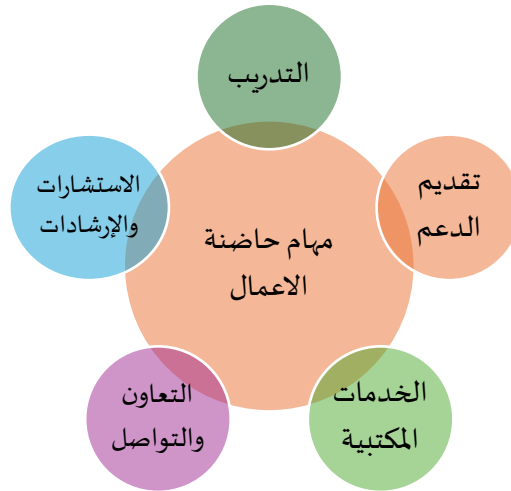 التدريب
تقديم
الدعم
الخدمات
المكتبية
التعاون
والتواصل
الاستشارات
والإرشادات
مهام حاضنة
الاعمال